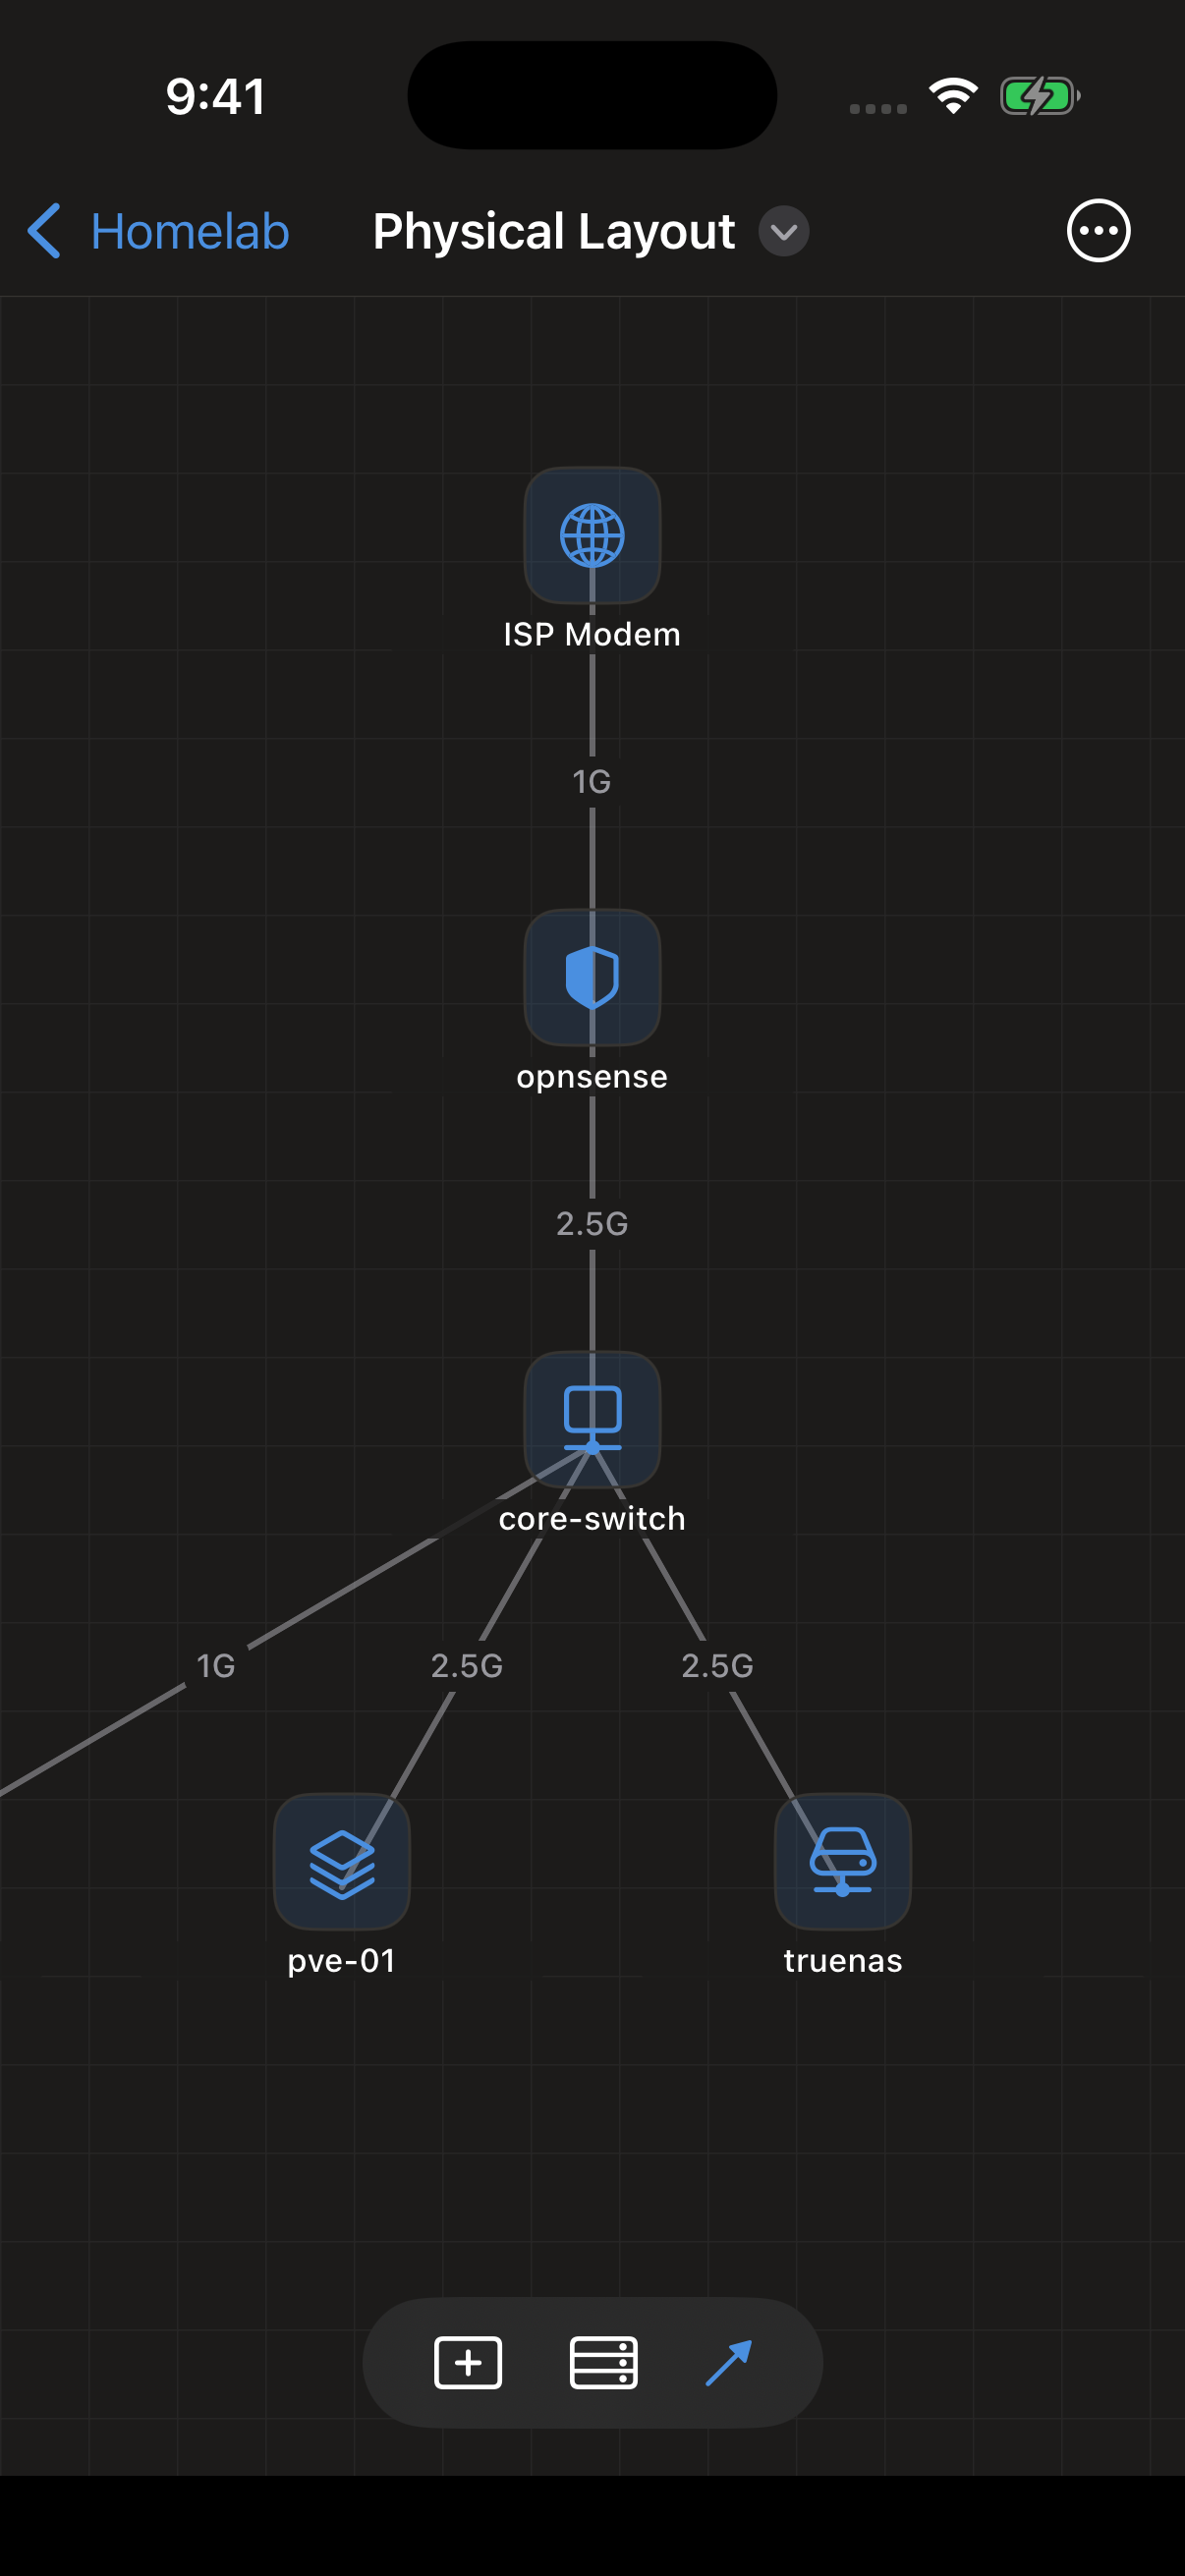 9:41
Homelab
Physical Layout
ISP Modem
1G
opnsense
2.5G
core-switch
1G
2.5G
2.5G
pve-01
truenas